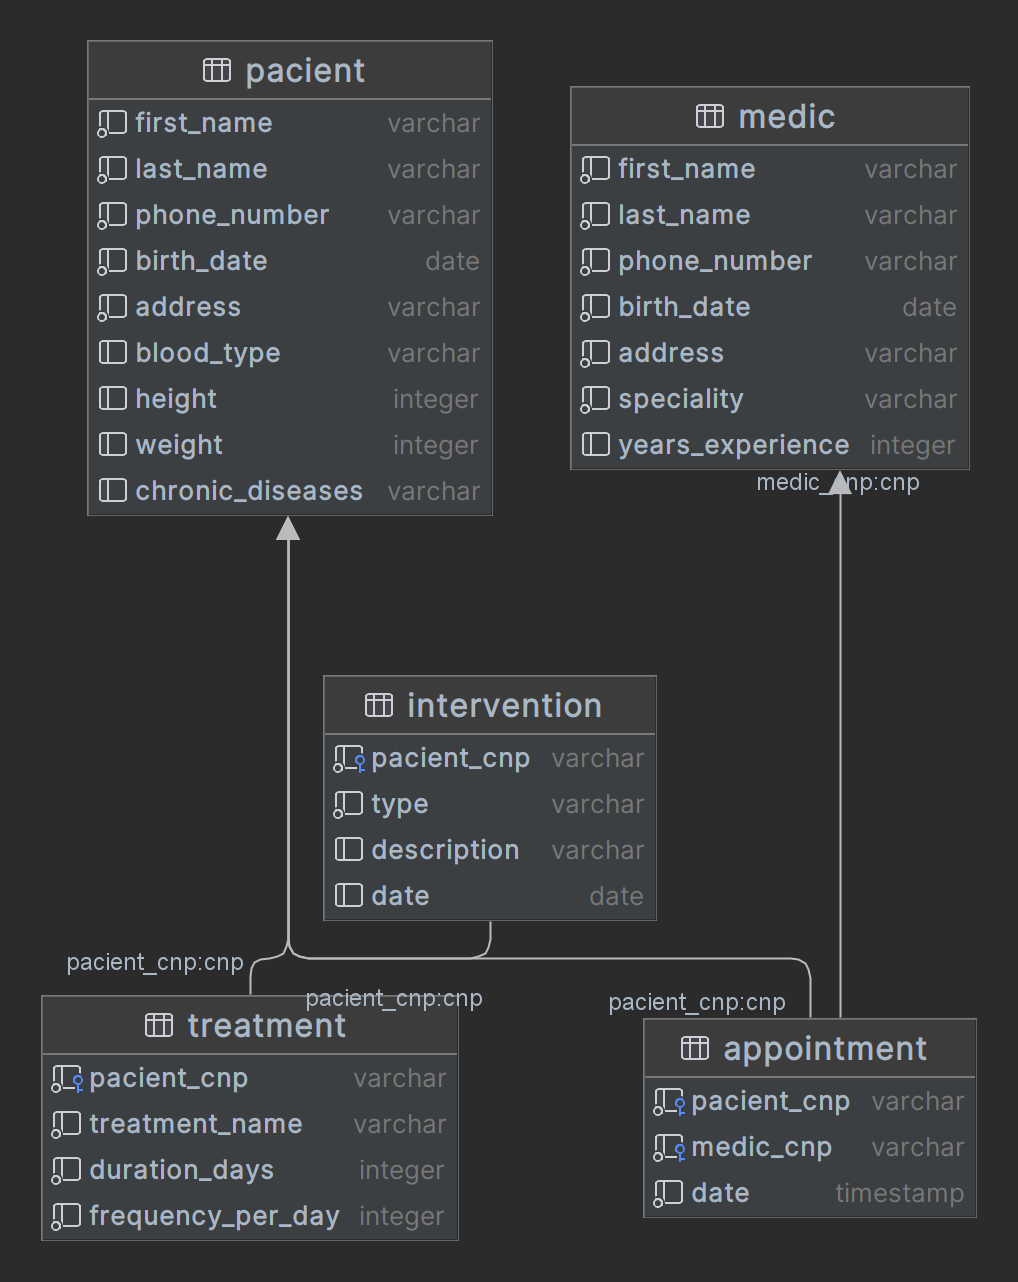 pacient
first_name varchar
last_name varchar
phone_number varchar
birth_date date
address varchar
blood_type varchar
height integer
weight integer
chronic_diseases varchar
medic
first_name varchar
last_name varchar
phone_number varchar
birth_date date
address varchar
speciality varchar
years_experience integer
medic_cnp:cnp
intervention
pacient_cnp varchar
type varchar
description varchar
date date
pacient_cnp:cnp
pacient_cnp:cnp
pacient_cnp:cnp
treatment
pacient_cnp varchar
treatment_name varchar
duration_days integer
frequency_per_day integer
appointment
pacient_cnp varchar
medic_cnp varchar
date timestamp